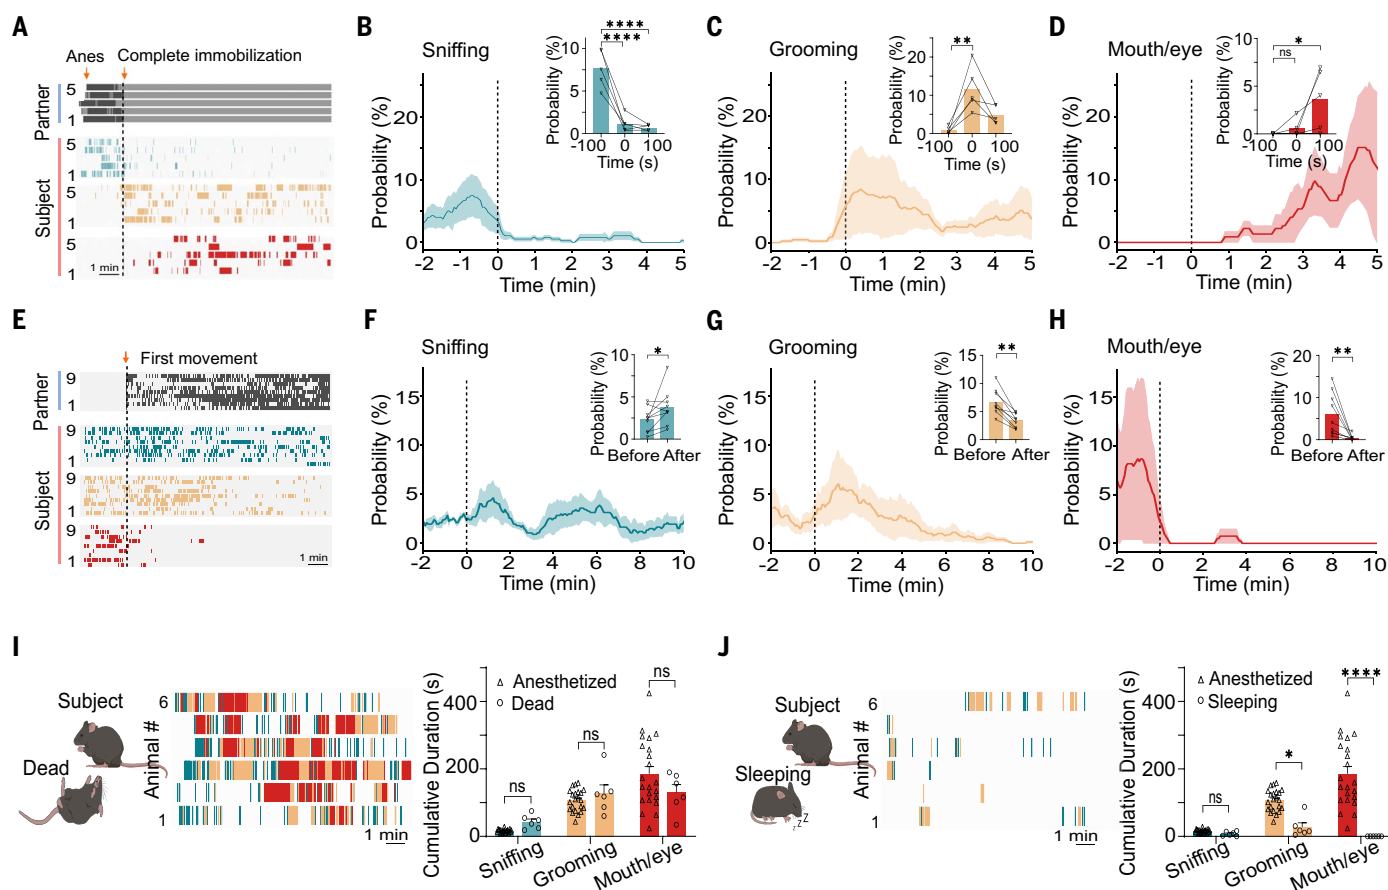 A
Anes
Complete immobilization
Partner
5
1
Subject
5
1
5
1
5
1
1 min
B
Sniffing
Probability (%)
20
10
0
-2 -1 0 1 2 3 4 5
Time (min)
****
****
Probability (%)
10
5
0
-100 0 100
Time (s)
C
Grooming
Probability (%)
20
10
0
-2 -1 0 1 2 3 4 5
Time (min)
**
Probability (%)
30
20
10
0
-100 0 100
Time (s)
D
Mouth/eye
Probability (%)
20
10
0
-2 -1 0 1 2 3 4 5
Time (min)
*
ns
Probability (%)
10
5
0
-100 0 100
Time (s)
E
First movement
Partner
9
1
Subject
9
1
9
1
9
1
1 min
F
Sniffing
Probability (%)
15
10
5
0
-2 0 2 4 6 8 10
Time (min)
*
Probability (%)
10
5
0
Before After
G
Grooming
Probability (%)
15
10
5
0
-2 0 2 4 6 8 10
Time (min)
**
Probability (%)
15
10
5
0
Before After
H
Mouth/eye
Probability (%)
15
10
5
0
-2 0 2 4 6 8 10
Time (min)
**
Probability (%)
20
10
0
Before After
I
Subject
Dead
Animal #
6
1
1 min
Cumulative Duration (s)
400
200
0
Anesthetized
Dead
ns
ns
ns
Sniffing
Grooming
Mouth/eye
J
Subject
Sleeping
z z Z
Animal #
6
1
1 min
Cumulative Duration (s)
400
200
0
Anesthetized
Sleeping
ns
*
****
Sniffing
Grooming
Mouth/eye